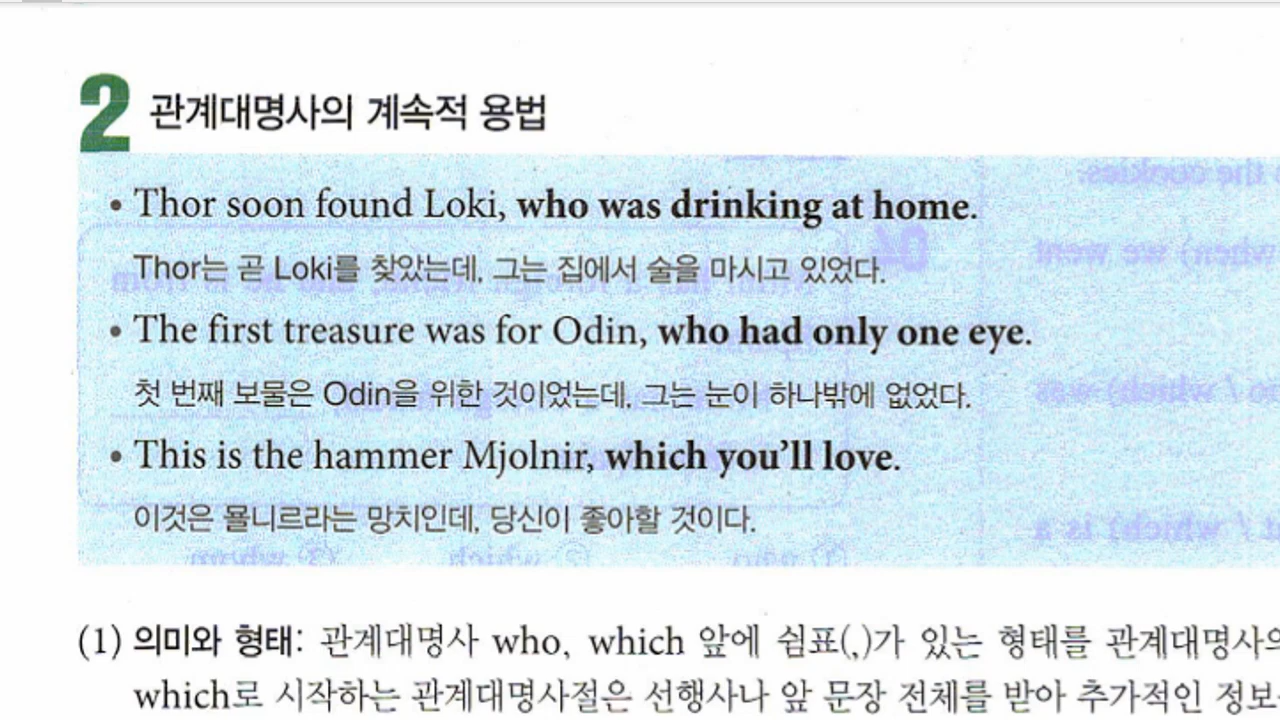 2 관계대명사의 계속적 용법
• Thor soon found Loki, who was drinking at home.
Thor는 곧 Loki를 찾았는데, 그는 집에서 술을 마시고 있었다.
• The first treasure was for Odin, who had only one eye.
첫 번째 보물은 Odin을 위한 것이었는데, 그는 눈이 하나밖에 없었다.
• This is the hammer Mjolnir, which you’ll love.
이것은 묠니르라는 망치인데, 당신이 좋아할 것이다.
(1) 의미와 형태: 관계대명사 who, which 앞에 쉼표(,)가 있는 형태를 관계대명사의
which로 시작하는 관계대명사절은 선행사나 앞 문장 전체를 받아 추가적인 정보